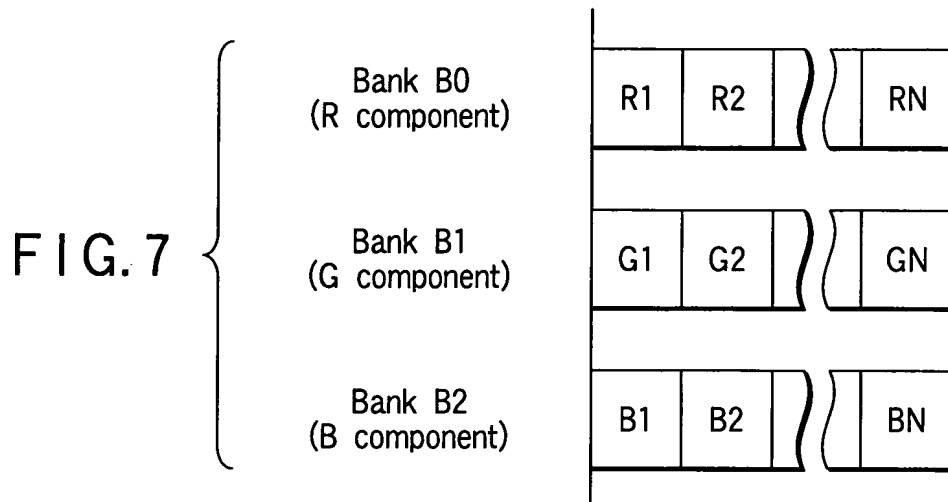 FIG. 7
Bank B0
(R component)
R1 R2 RN
Bank B1
(G component)
G1 G2 GN
Bank B2
(B component)
B1 B2 BN